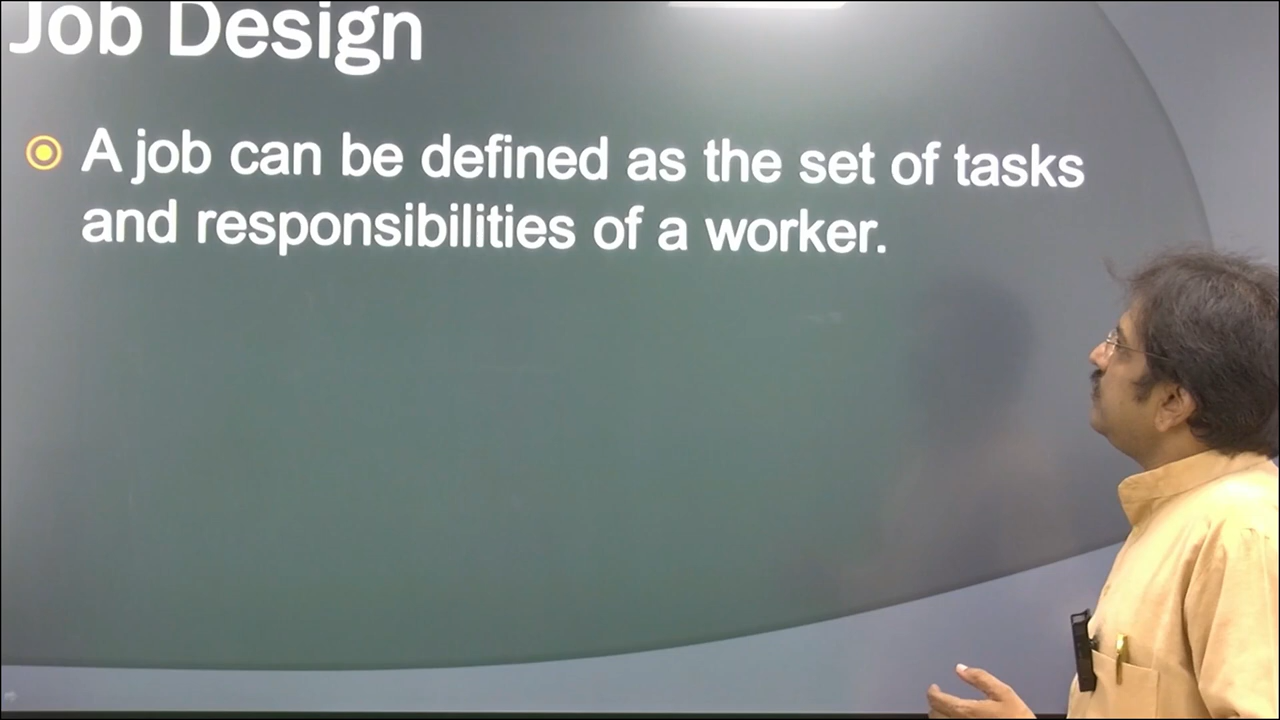 Job Design
A job can be defined as the set of tasks
and responsibilities of a worker.